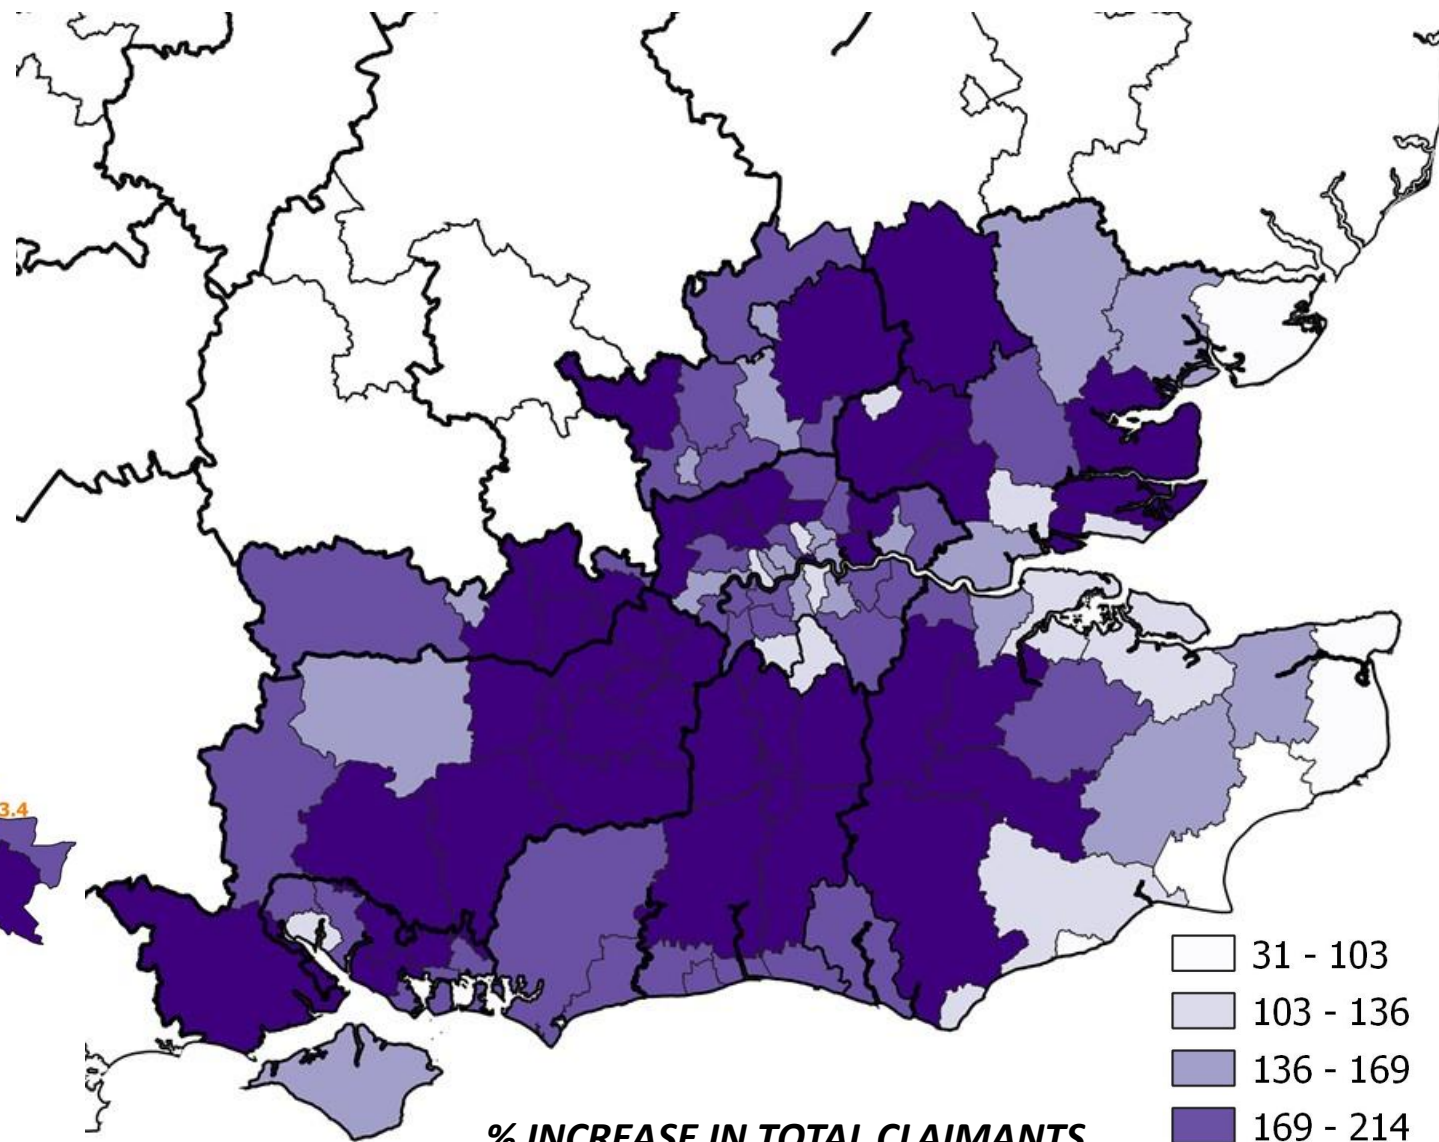 3.4
31 - 103
103 - 136
136 - 169
169 - 214
% INCREASE IN TOTAL CLAIMANTS